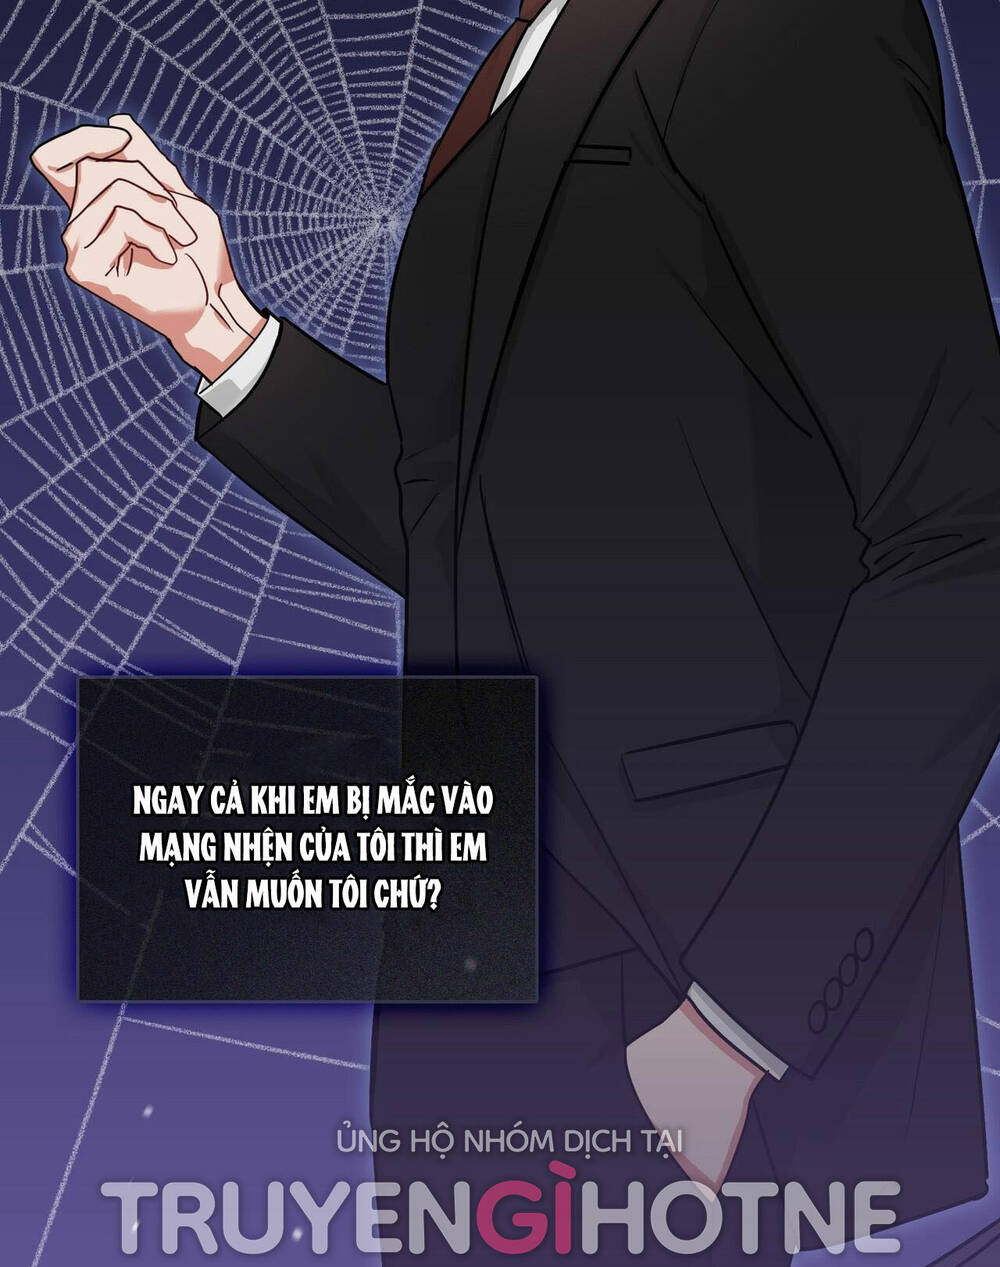 NGAY CẢ KHI EM BỊ MẮC VÀO
MẠNG NHỆN CỦA TÔI THÌ EM
VẪN MUỐN TÔI CHỨ?
ỦNG HỘ NHÓM DỊCH TẠI
TRUYENGÌHOTNE